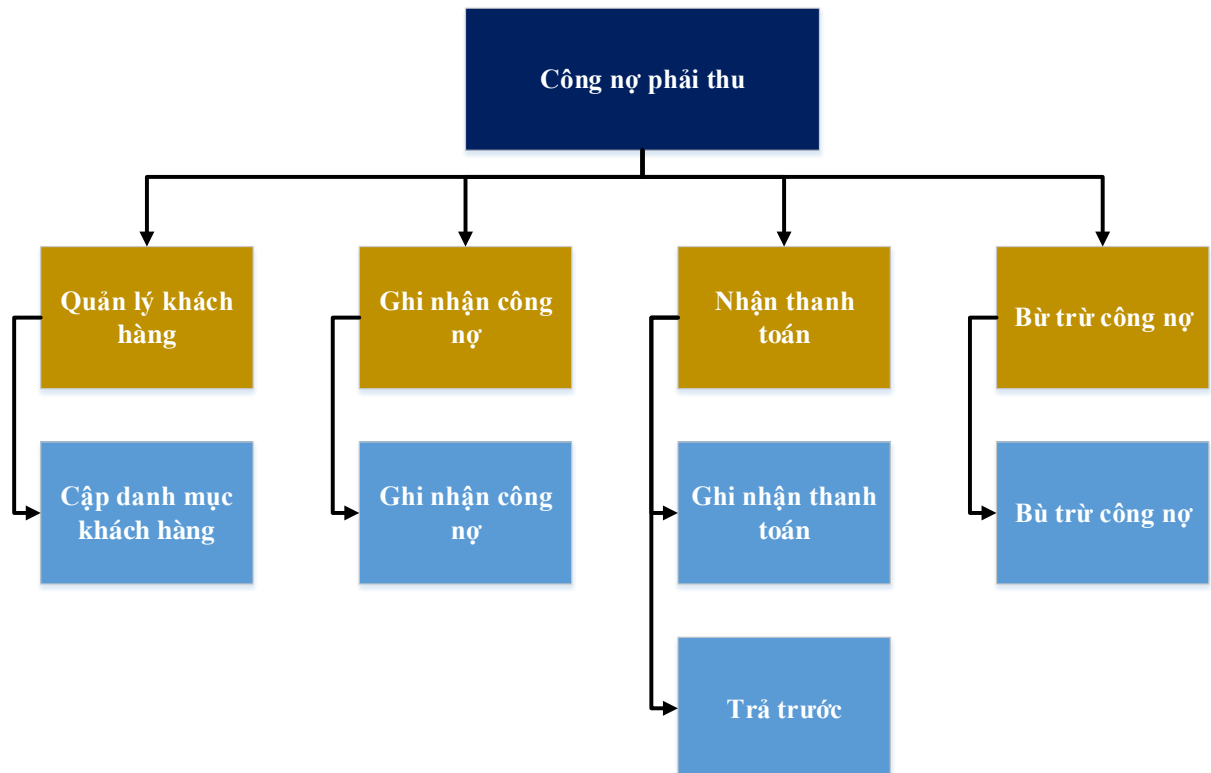 Công nợ phải thu
Quản lý khách
hàng
Ghi nhận công
nợ
Nhận thanh
toán
Bừ trừ công nợ
Cập danh mục
khách hàng
Ghi nhận công
nợ
Ghi nhận thanh
toán
Bù trừ công nợ
Trả trước